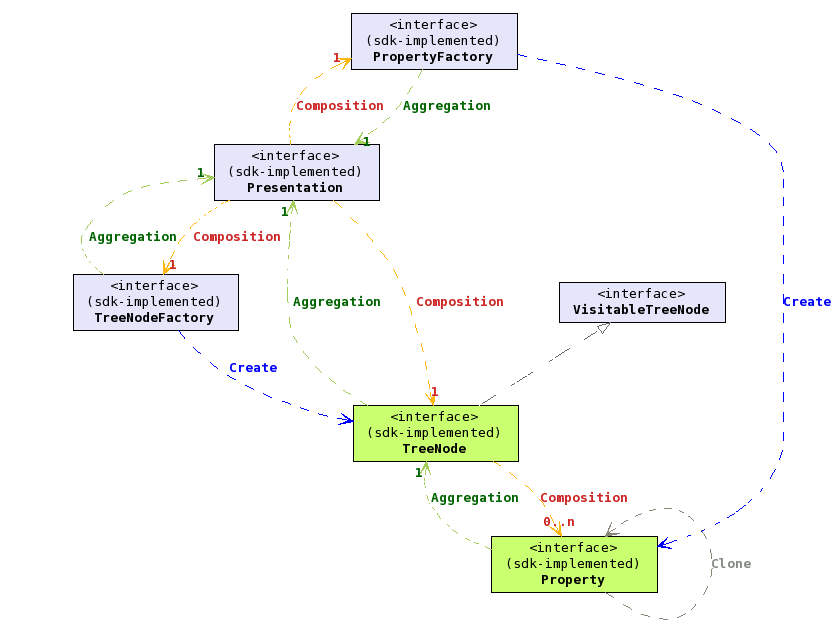 <interface>
(sdk-implemented)
PropertyFactory
1
Composition
Aggregation
1
<interface>
(sdk-implemented)
Presentation
1
1
Aggregation
Composition
1
<interface>
(sdk-implemented)
TreeNodeFactory
Aggregation
Composition
<interface>
VisitableTreeNode
Create
Create
1
<interface>
(sdk-implemented)
TreeNode
1
Aggregation
Composition
0..n
<interface>
(sdk-implemented)
Property
Clone